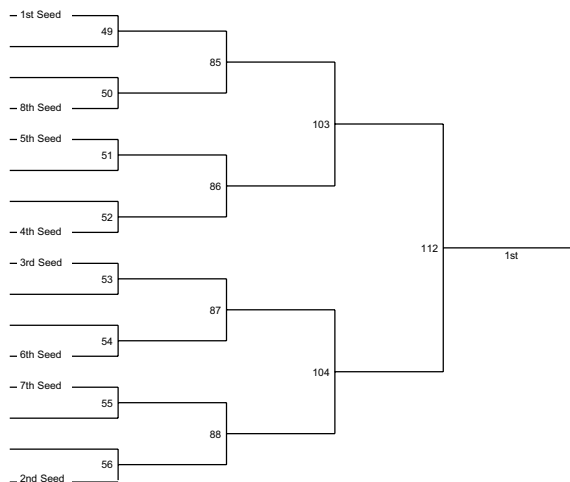 1st Seed
49
85
50
8th Seed
103
5th Seed
51
86
52
4th Seed
112
1st
3rd Seed
53
87
54
6th Seed
104
7th Seed
55
88
56
2nd Seed